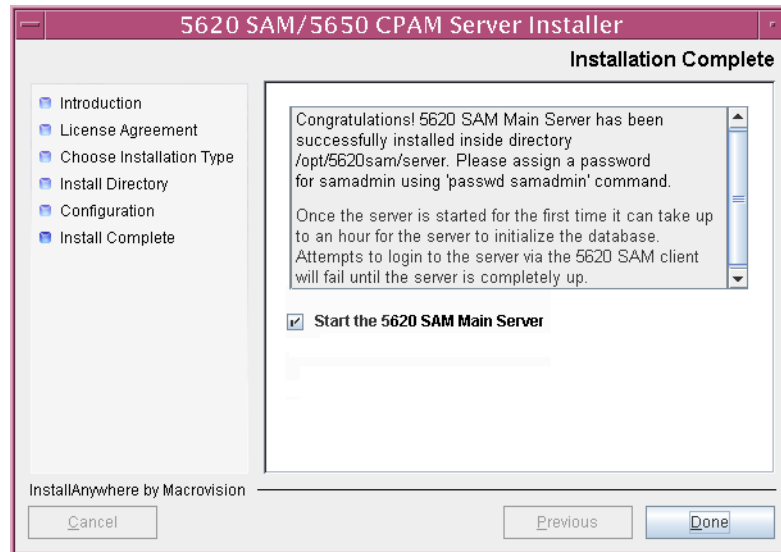 5620 SAM/5650 CPAM Server Installer
Installation Complete
Introduction
License Agreement
Choose Installation Type
Install Directory
Configuration
Install Complete
Congratulations! 5620 SAM Main Server has been
successfully installed inside directory
/opt/5620sam/server. Please assign a password
for samadmin using 'passwd samadmin' command.
Once the server is started for the first time it can take up
to an hour for the server to initialize the database.
Attempts to login to the server via the 5620 SAM client
will fail until the server is completely up.
Start the 5620 SAM Main Server
InstallAnywhere by Macrovision
Cancel
Previous
Done